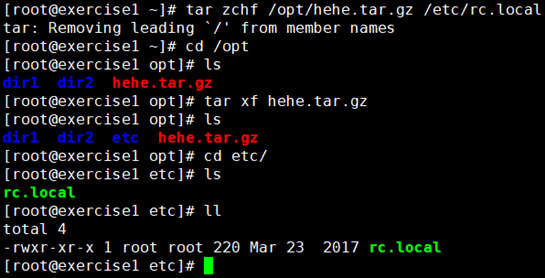 [root@exercise1 ~]# tar zchf /opt/hehe.tar.gz /etc/rc.local
tar: Removing leading `/' from member names
[root@exercise1 ~]# cd /opt
[root@exercise1 opt]# ls
dir1  dir2  hehe.tar.gz
[root@exercise1 opt]# tar xf hehe.tar.gz
[root@exercise1 opt]# ls
dir1  dir2  etc  hehe.tar.gz
[root@exercise1 opt]# cd etc/
[root@exercise1 etc]# ls
rc.local
[root@exercise1 etc]# ll
total 4
-rwxr-xr-x 1 root root 220 Mar 23  2017 rc.local
[root@exercise1 etc]#